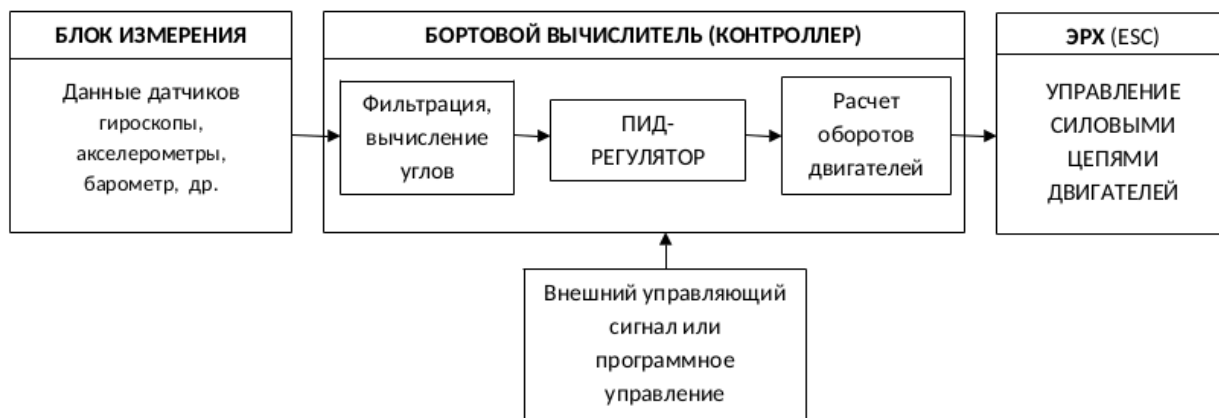 БЛОК ИЗМЕРЕНИЯ
Данные датчиков
гироскопы,
акселерометры,
барометр, др.
БОРТОВОЙ ВЫЧИСЛИТЕЛЬ (КОНТРОЛЛЕР)
Фильтрация,
вычисление
углов
ПИД-
РЕГУЛЯТОР
Расчет
оборотов
двигателей
ЭРХ (ESC)
УПРАВЛЕНИЕ
СИЛОВЫМИ
ЦЕПЯМИ
ДВИГАТЕЛЕЙ
Внешний управляющий
сигнал или
программное
управление